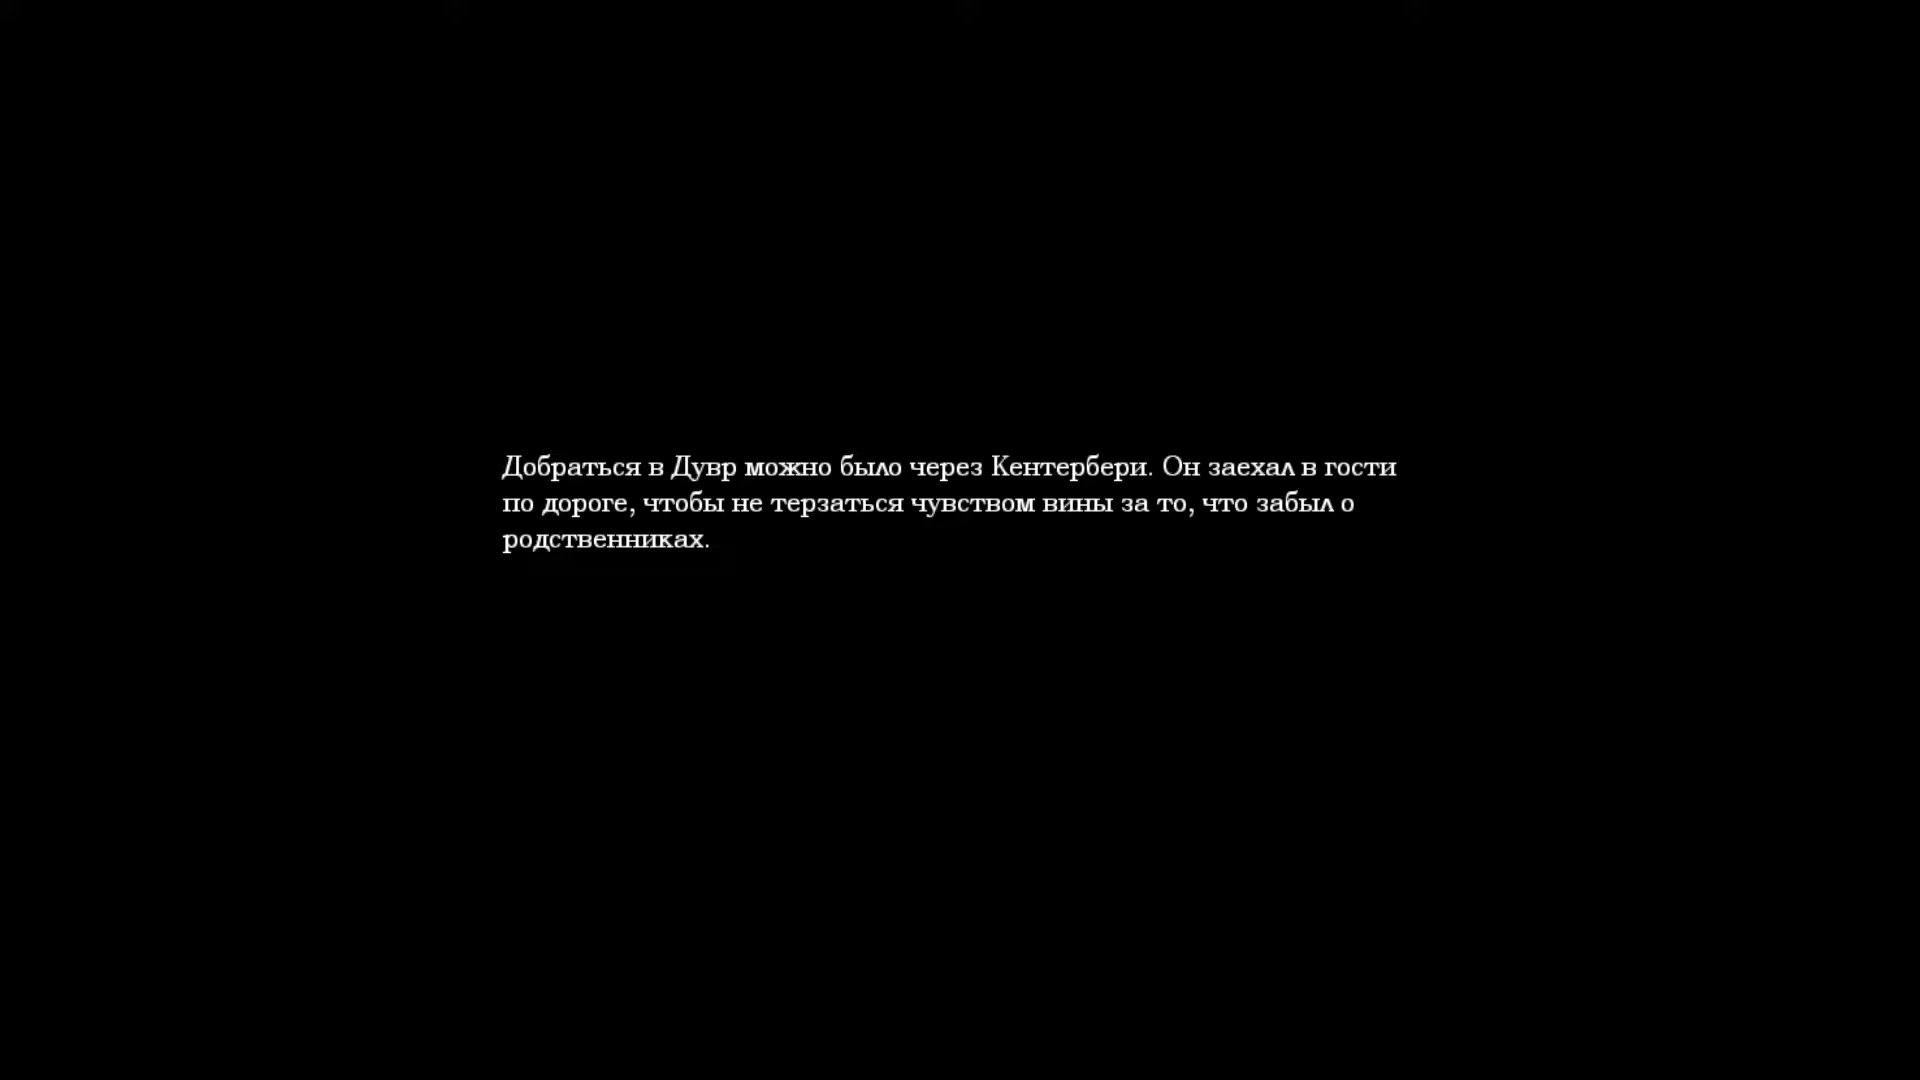 Добраться в Дувр можно было через Кентербери. Он заехал в гости
по дороге, чтобы не терзаться чувством вины за то, что забыл о
родственниках.